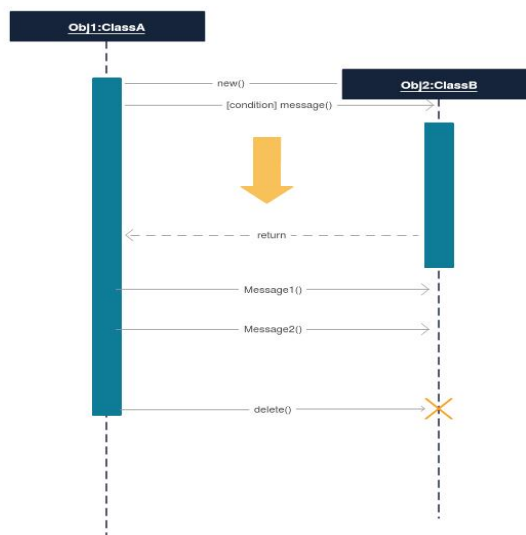 Obj1:ClassA
new()
Obj2:ClassB
[condition] message()
return
Message1()
Message2()
delete()